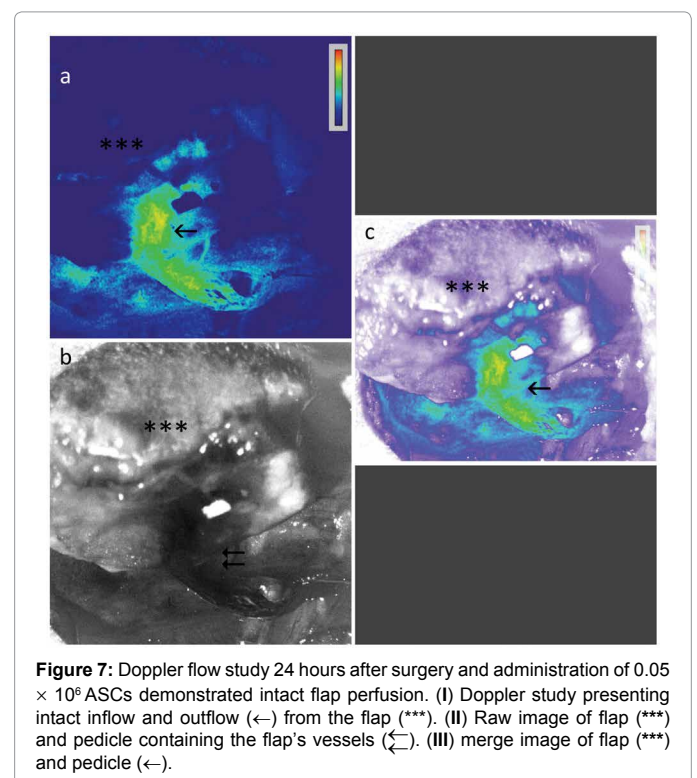 a
***
←
c
***
←
b
***
←
←
Figure 7: Doppler flow study 24 hours after surgery and administration of 0.05
× 10⁶ ASCs demonstrated intact flap perfusion. (I) Doppler study presenting
intact inflow and outflow (←) from the flap (***). (II) Raw image of flap (***)
and pedicle containing the flap's vessels (⇇). (III) merge image of flap (***)
and pedicle (←).